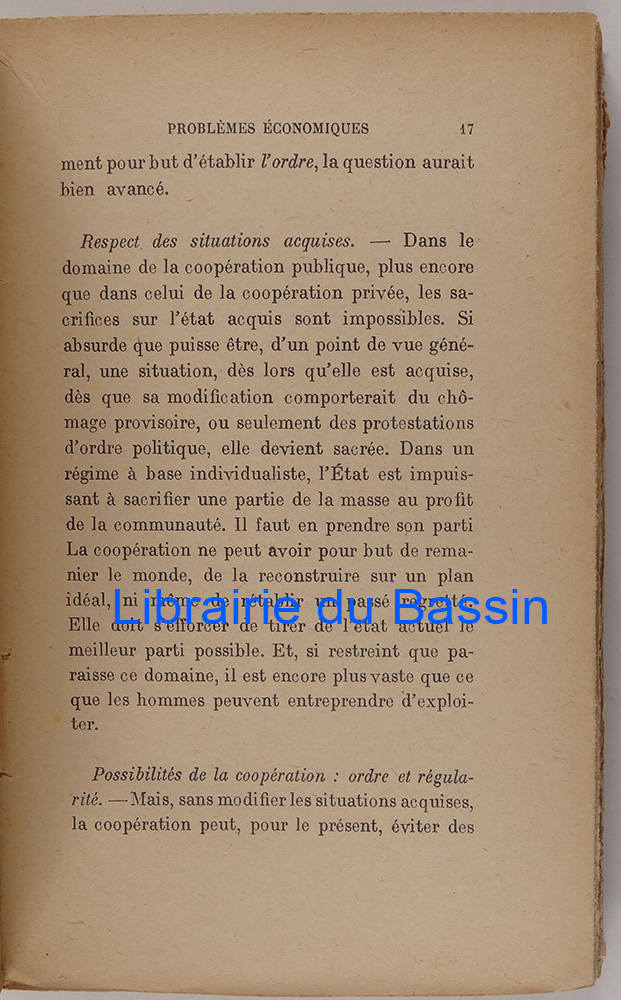 PROBLÈMES ÉCONOMIQUES 17
ment pour but d'établir l'ordre, la question aurait
bien avancé.
Respect des situations acquises. — Dans le
domaine de la coopération publique, plus encore
que dans celui de la coopération privée, les sa-
crifices sur l'état acquis sont impossibles. Si
absurde que puisse être, d'un point de vue géné-
ral, une situation, dès lors qu'elle est acquise,
dès que sa modification comporterait du chô-
mage provisoire, ou seulement des protestations
d'ordre politique, elle devient sacrée. Dans un
régime à base individualiste, l'État est impuis-
sant à sacrifier une partie de la masse au profit
de la communauté. Il faut en prendre son parti
La coopération ne peut avoir pour but de rema-
nier le monde, de la reconstruire sur un plan
idéal, ni même de rétablir un passé regretté.
Librairie du Bassin
Elle doit s'efforcer de tirer de l'état actuel le
meilleur parti possible. Et, si restreint que pa-
raisse ce domaine, il est encore plus vaste que ce
que les hommes peuvent entreprendre d'exploi-
ter.
Possibilités de la coopération : ordre et régula-
rité. — Mais, sans modifier les situations acquises,
la coopération peut, pour le présent, éviter des